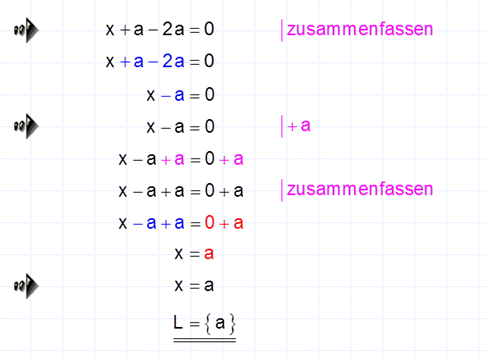 x + a − 2a = 0 | zusammenfassen
x + a − 2a = 0
x − a = 0
x − a = 0 | + a
x − a + a = 0 + a
x − a + a = 0 + a | zusammenfassen
x − a + a = 0 + a
x = a
x = a
L = {a}